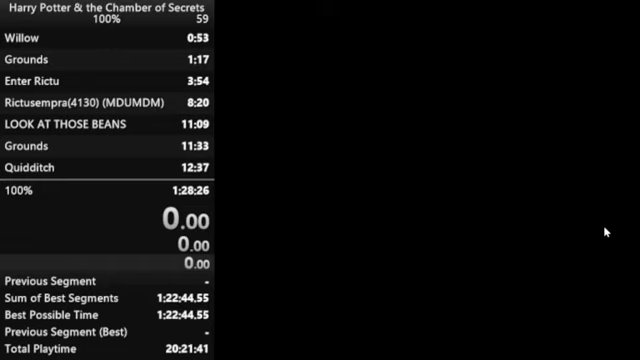 Harry Potter & the Chamber of Secrets
100% 59
Willow 0:53
Grounds 1:17
Enter Rictu 3:54
Rictusempra(4130) (MDUMDM) 8:20
LOOK AT THOSE BEANS 11:09
Grounds 11:33
Quidditch 12:37
100% 1:28:26
0.00
0.00
0.00
Previous Segment -
Sum of Best Segments 1:22:44.55
Best Possible Time 1:22:44.55
Previous Segment (Best) -
Total Playtime 20:21:41